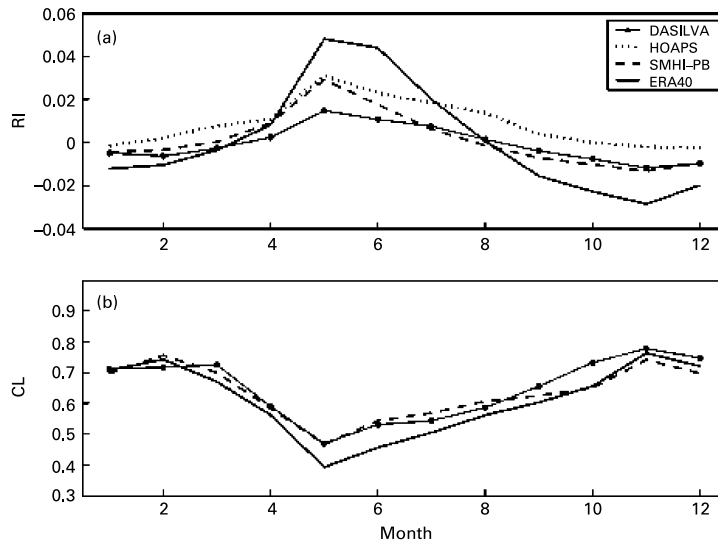 (a)
DASILVA
HOAPS
SMHI–PB
ERA40
RI
0.06
0.04
0.02
0
–0.02
–0.04
2 4 6 8 10 12
(b)
CL
0.9
0.8
0.7
0.6
0.5
0.4
0.3
2 4 6 8 10 12
Month